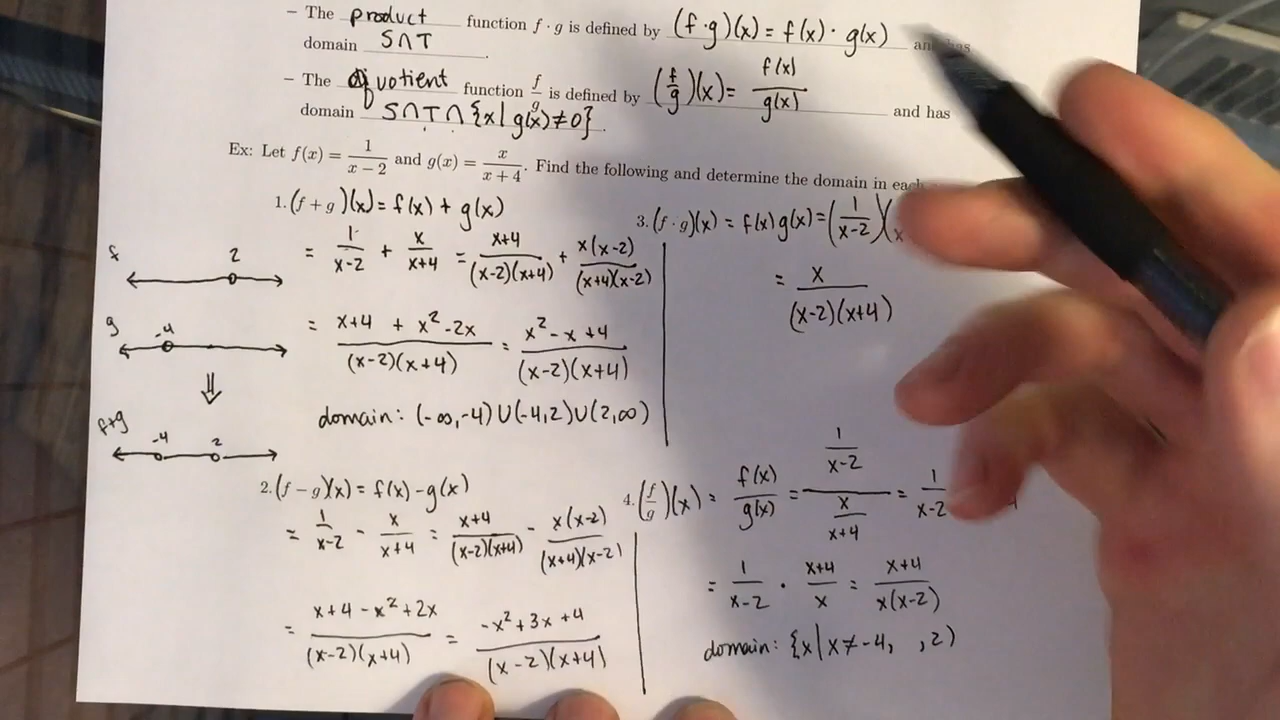 – The product function f · g is defined by (f·g)(x) = f(x) · g(x) and has
domain S∩T.
– The quotient function f/g is defined by (f/g)(x) = f(x)/g(x) and has
domain S∩T∩{x | g(x) ≠ 0}.
Ex: Let f(x) = 1/(x − 2) and g(x) = x/(x + 4). Find the following and determine the domain in each
1. (f+g)(x) = f(x) + g(x)
= 1/(x-2) + x/(x+4) = (x+4)/((x-2)(x+4)) + x(x-2)/((x+4)(x-2))
= (x+4 + x²-2x)/((x-2)(x+4)) = (x²-x+4)/((x-2)(x+4))
domain: (-∞,-4)∪(-4,2)∪(2,∞)
f
2
g
-4
⇓
f+g
-4 2
2. (f-g)(x) = f(x) - g(x)
= 1/(x-2) - x/(x+4) = (x+4)/((x-2)(x+4)) - x(x-2)/((x+4)(x-2))
= (x+4-x²+2x)/((x-2)(x+4)) = (-x²+3x+4)/((x-2)(x+4))
3. (f·g)(x) = f(x)g(x) = (1/(x-2))(x
= x/((x-2)(x+4))
4. (f/g)(x) = f(x)/g(x) = (1/(x-2))/(x/(x+4)) = 1/(x-2)
= 1/(x-2) · (x+4)/x = (x+4)/(x(x-2))
domain: {x | x≠-4, , 2)